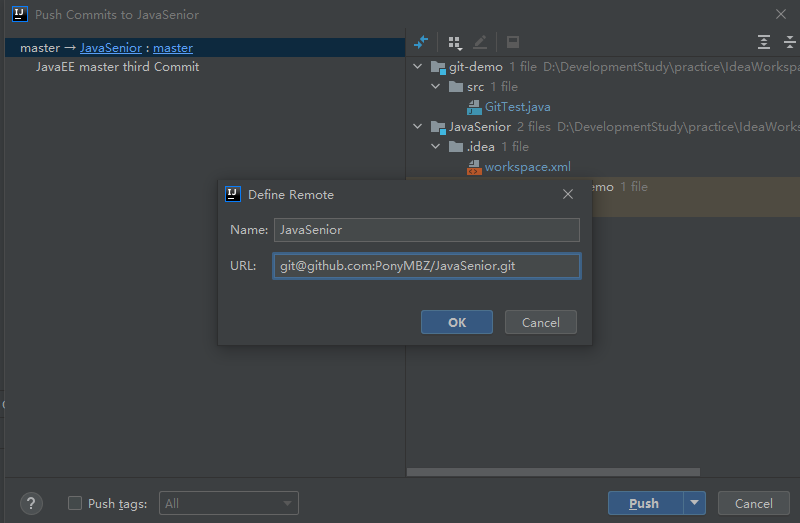 Push Commits to JavaSenior
master → JavaSenior : master
JavaEE master third Commit
git-demo 1 file D:\DevelopmentStudy\practice\IdeaWorksp
src 1 file
GitTest.java
JavaSenior 2 files D:\DevelopmentStudy\practice\IdeaWorks
.idea 1 file
workspace.xml
emo 1 file
IJ Define Remote
Name: JavaSenior
URL: git@github.com:PonyMBZ/JavaSenior.git
OK Cancel
? Push tags: All Push Cancel